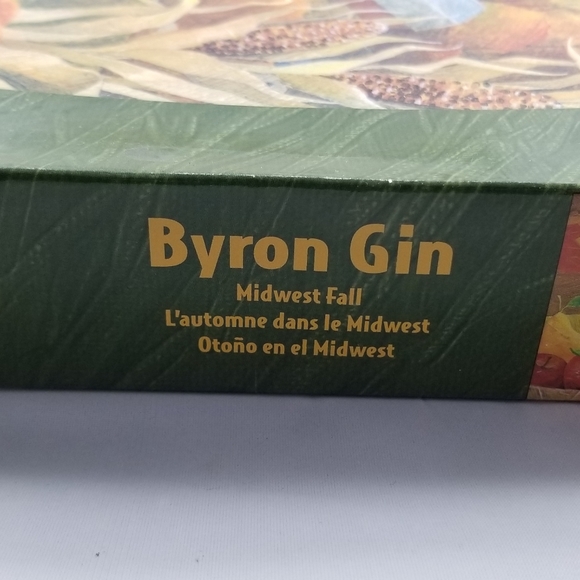 Byron Gin
Midwest Fall
L'automne dans le Midwest
Otoño en el Midwest